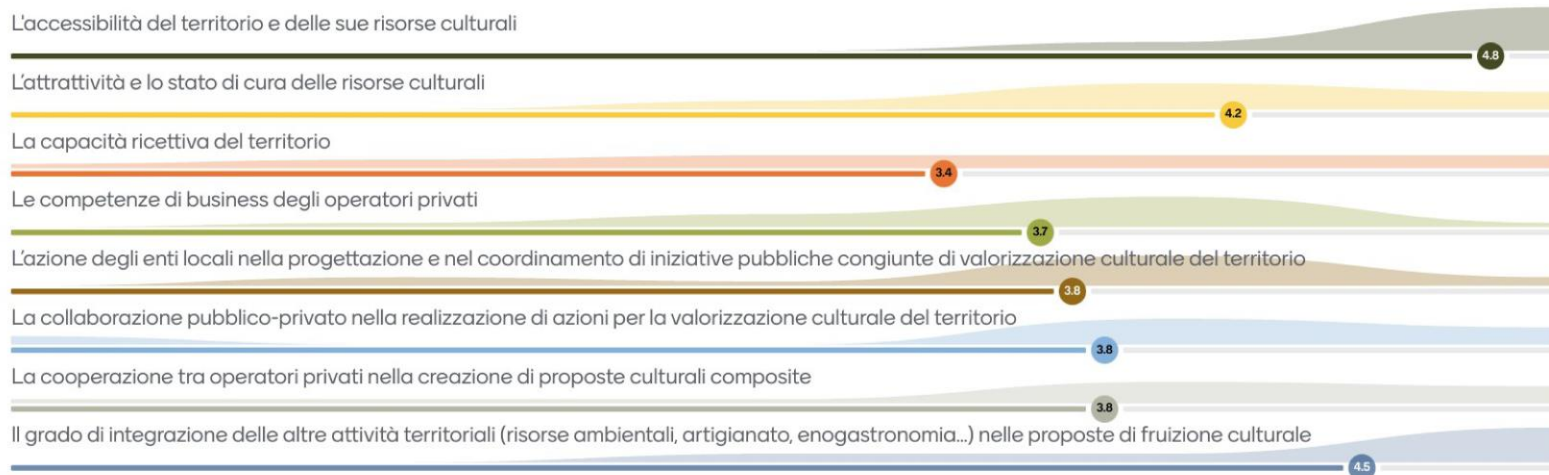 L'accessibilità del territorio e delle sue risorse culturali
4.8
L'attrattività e lo stato di cura delle risorse culturali
4.2
La capacità ricettiva del territorio
3.4
Le competenze di business degli operatori privati
3.7
L'azione degli enti locali nella progettazione e nel coordinamento di iniziative pubbliche congiunte di valorizzazione culturale del territorio
3.8
La collaborazione pubblico-privato nella realizzazione di azioni per la valorizzazione culturale del territorio
3.8
La cooperazione tra operatori privati nella creazione di proposte culturali composite
3.8
Il grado di integrazione delle altre attività territoriali (risorse ambientali, artigianato, enogastronomia...) nelle proposte di fruizione culturale
4.5